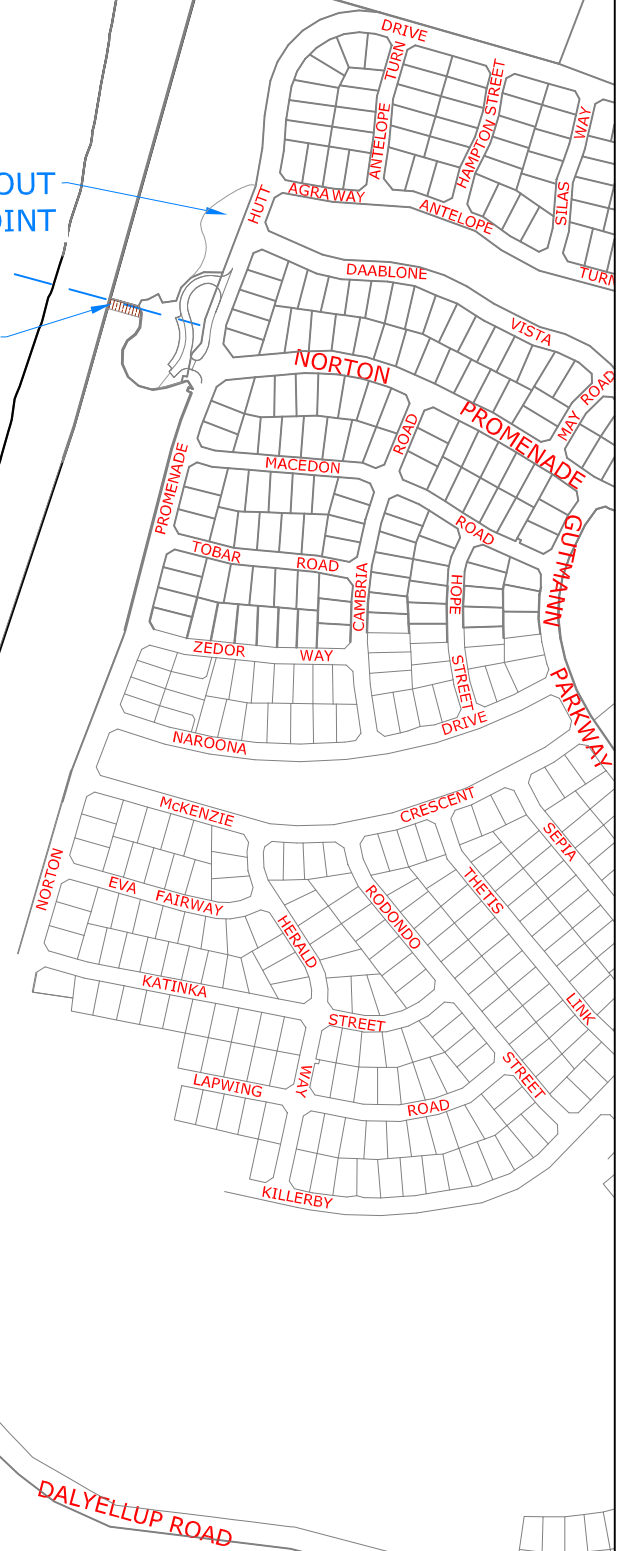 DRIVE
ANTELOPE TURN
HAMPTON STREET
SILAS WAY
OUT
HUTT
AGRA WAY
ANTELOPE
TURN
DAABLONE
VISTA
NORTON
PROMENADE
MAY ROAD
ROAD
PROMENADE
MACEDON
ROAD
GUTMANN
PARKWAY
TOBAR
ROAD
CAMBRIA
HOPE
STREET
ZEDOR
WAY
NAROONA
DRIVE
McKENZIE
CRESCENT
NORTON
EVA
FAIRWAY
HERALD
RODONDO
THETIS
SEPIA
KATINKA
STREET
LINK
WAY
STREET
LAPWING
ROAD
KILLERBY
DALYELLUP ROAD